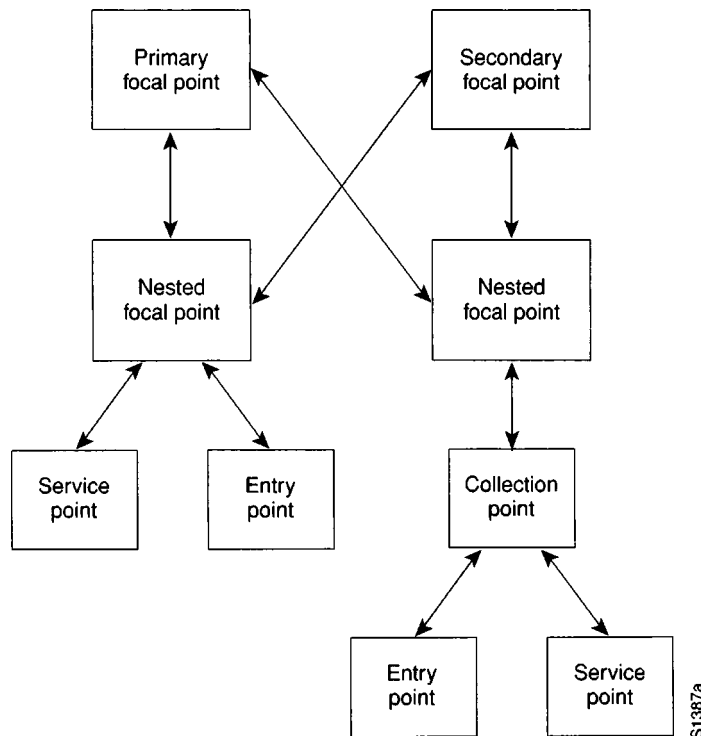 Primary
focal point
Secondary
focal point
Nested
focal point
Nested
focal point
Service
point
Entry
point
Collection
point
Entry
point
Service
point
S1387a